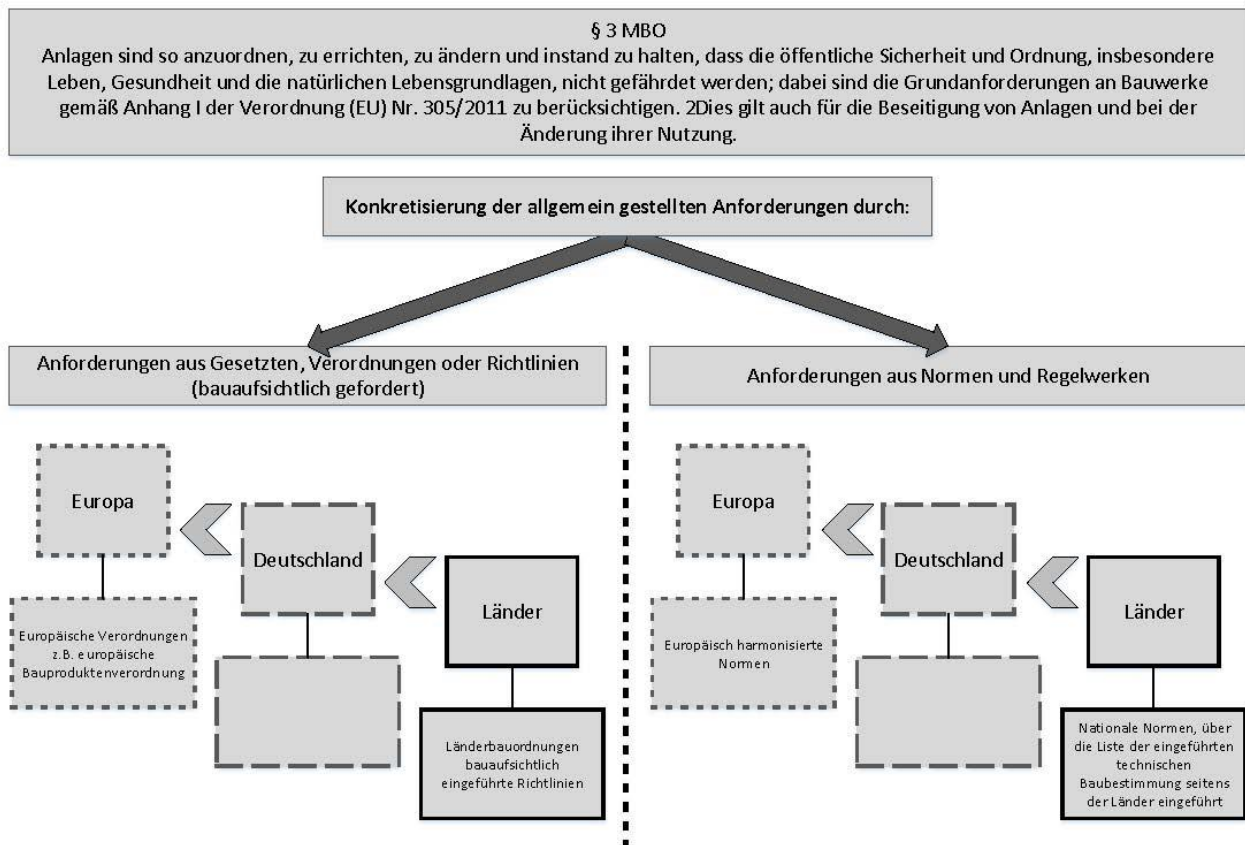 § 3 MBO
Anlagen sind so anzuordnen, zu errichten, zu ändern und instand zu halten, dass die öffentliche Sicherheit und Ordnung, insbesondere
Leben, Gesundheit und die natürlichen Lebensgrundlagen, nicht gefährdet werden; dabei sind die Grundanforderungen an Bauwerke
gemäß Anhang I der Verordnung (EU) Nr. 305/2011 zu berücksichtigen. 2Dies gilt auch für die Beseitigung von Anlagen und bei der
Änderung ihrer Nutzung.
Konkretisierung der allgemein gestellten Anforderungen durch:
Anforderungen aus Gesetzten, Verordnungen oder Richtlinien
(bauaufsichtlich gefordert)
Europa
Deutschland
Länder
Europäische Verordnungen
z.B. europäische
Bauproduktenverordnung
Länderbauordnungen
bauaufsichtlich
eingeführte Richtlinien
Anforderungen aus Normen und Regelwerken
Europa
Deutschland
Länder
Europäisch harmonisierte
Normen
Nationale Normen, über
die Liste der eingeführten
technischen
Baubestimmung seitens
der Länder eingeführt